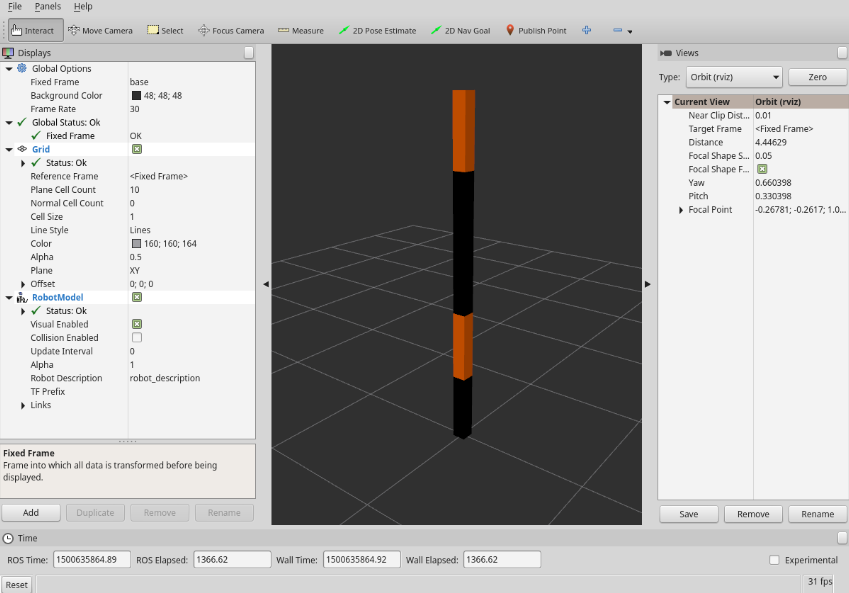 File Panels Help
Interact Move Camera Select Focus Camera Measure 2D Pose Estimate 2D Nav Goal Publish Point
Displays
Global Options
Fixed Frame base
Background Color 48; 48; 48
Frame Rate 30
Global Status: Ok
Fixed Frame OK
Grid
Status: Ok
Reference Frame <Fixed Frame>
Plane Cell Count 10
Normal Cell Count 0
Cell Size 1
Line Style Lines
Color 160; 160; 164
Alpha 0.5
Plane XY
Offset 0; 0; 0
RobotModel
Status: Ok
Visual Enabled
Collision Enabled
Update Interval 0
Alpha 1
Robot Description robot_description
TF Prefix
Links
Fixed Frame
Frame into which all data is transformed before being
displayed.
Add Duplicate Remove Rename
Views
Type: Orbit (rviz) Zero
Current View Orbit (rviz)
Near Clip Dist... 0.01
Target Frame <Fixed Frame>
Distance 4.44629
Focal Shape S... 0.05
Focal Shape F...
Yaw 0.660398
Pitch 0.330398
Focal Point -0.26781; -0.2617; 1.0...
Save Remove Rename
Time
ROS Time: 1500635864.89 ROS Elapsed: 1366.62 Wall Time: 1500635864.92 Wall Elapsed: 1366.62 Experimental
Reset 31 fps